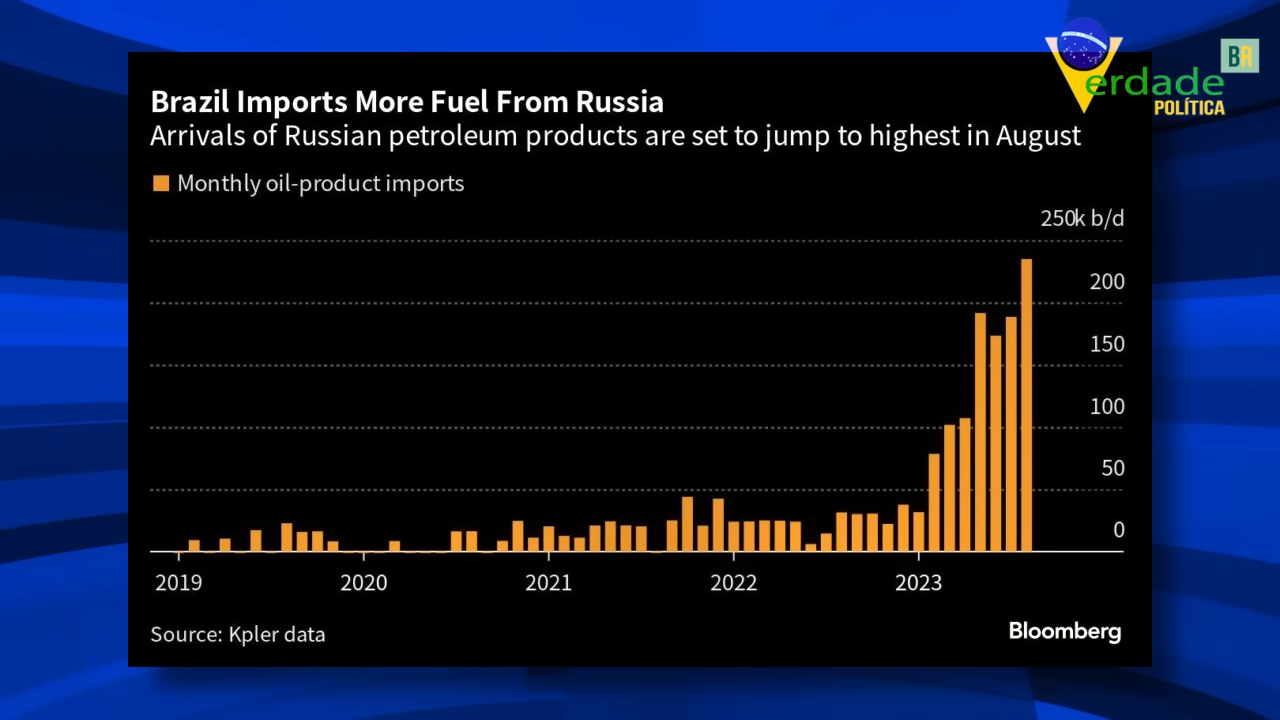 BR
erdade
POLÍTICA
Brazil Imports More Fuel From Russia
Arrivals of Russian petroleum products are set to jump to highest in August
Monthly oil-product imports
250k b/d
200
150
100
50
0
2019 2020 2021 2022 2023
Source: Kpler data
Bloomberg